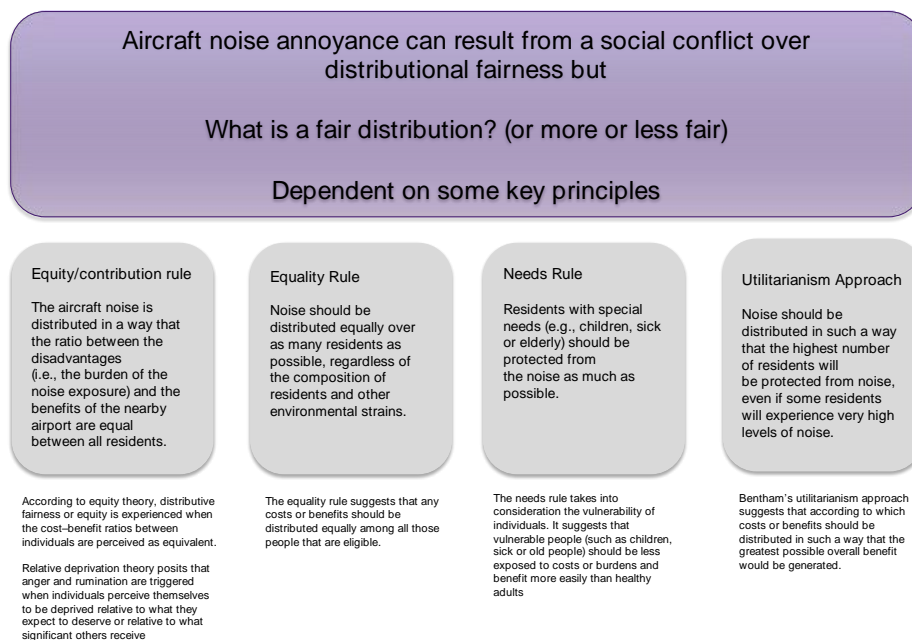 Aircraft noise annoyance can result from a social conflict over
distributional fairness but
What is a fair distribution? (or more or less fair)
Dependent on some key principles
Equity/contribution rule
The aircraft noise is
distributed in a way that
the ratio between the
disadvantages
(i.e., the burden of the
noise exposure) and the
benefits of the nearby
airport are equal
between all residents.
According to equity theory, distributive
fairness or equity is experienced when
the cost–benefit ratios between
individuals are perceived as equivalent.
Relative deprivation theory posits that
anger and rumination are triggered
when individuals perceive themselves
to be deprived relative to what they
expect to deserve or relative to what
significant others receive
Equality Rule
Noise should be
distributed equally over
as many residents as
possible, regardless of
the composition of
residents and other
environmental strains.
The equality rule suggests that any
costs or benefits should be
distributed equally among all those
people that are eligible.
Needs Rule
Residents with special
needs (e.g., children, sick
or elderly) should be
protected from
the noise as much as
possible.
The needs rule takes into
consideration the vulnerability of
individuals. It suggests that
vulnerable people (such as children,
sick or old people) should be less
exposed to costs or burdens and
benefit more easily than healthy
adults
Utilitarianism Approach
Noise should be
distributed in such a way
that the highest number
of residents will
be protected from noise,
even if some residents
will experience very high
levels of noise.
Bentham’s utilitarianism approach
suggests that according to which
costs or benefits should be
distributed in such a way that the
greatest possible overall benefit
would be generated.